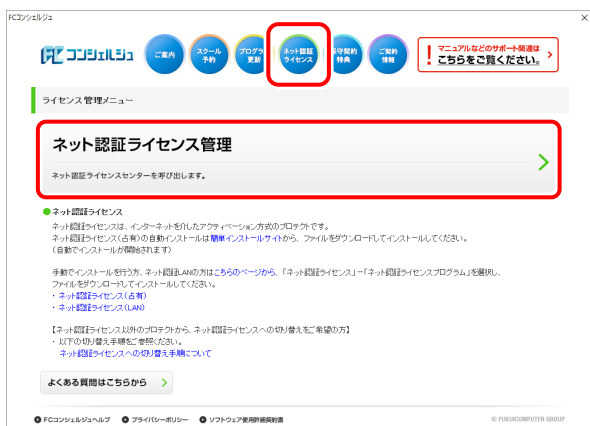 FCコンシェルジュ
FC コンシェルジュ
ご案内
スクール
予約
プログラム
更新
ネット認証
ライセンス
保守契約
特典
ご契約
情報
マニュアルなどのサポート関連は
こちらをご覧ください。
ライセンス管理メニュー
ネット認証ライセンス管理
ネット認証ライセンスセンターを呼び出します。
ネット認証ライセンス
ネット認証ライセンスは、インターネットを介したアクティベーション方式のプロテクトです。
ネット認証ライセンス(占有)の自動インストールは簡単インストールサイトから、ファイルをダウンロードしてインストールしてください。
(自動でインストールが開始されます)
手動でインストールを行う方、ネット認証LANの方はこちらのページから、「ネット認証ライセンス」-「ネット認証ライセンスプログラム」を選択し、
ファイルをダウンロードしてインストールしてください。
・ネット認証ライセンス(占有)
・ネット認証ライセンス(LAN)
【ネット認証ライセンス以外のプロテクトから、ネット認証ライセンスへの切り替えをご希望の方】
・以下の切り替え手順をご参照ください。
ネット認証ライセンスへの切り替え手順について
よくある質問はこちらから
FCコンシェルジュヘルプ
プライバシーポリシー
ソフトウェア使用許諾契約書
© FUKUICOMPUTER GROUP